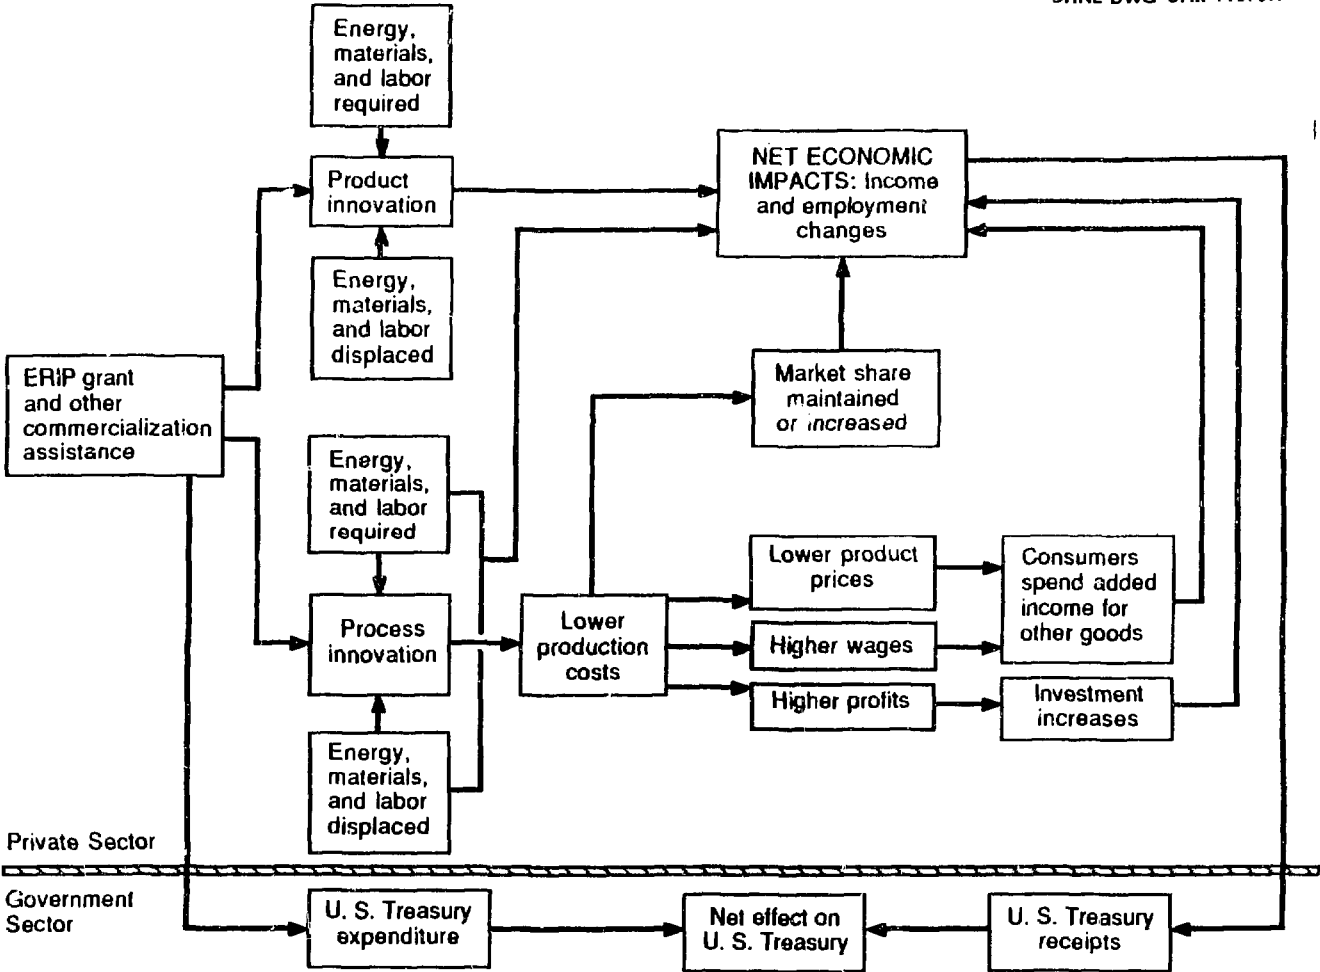 Energy,
materials,
and labor
required
Product
innovation
Energy,
materials,
and labor
displaced
NET ECONOMIC
IMPACTS: Income
and employment
changes
ERIP grant
and other
commercialization
assistance
Market share
maintained
or increased
Energy,
materials,
and labor
required
Process
innovation
Energy,
materials,
and labor
displaced
Lower
production
costs
Lower product
prices
Higher wages
Higher profits
Consumers
spend added
income for
other goods
Investment
increases
Private Sector
Government
Sector
U. S. Treasury
expenditure
Net effect on
U. S. Treasury
U. S. Treasury
receipts